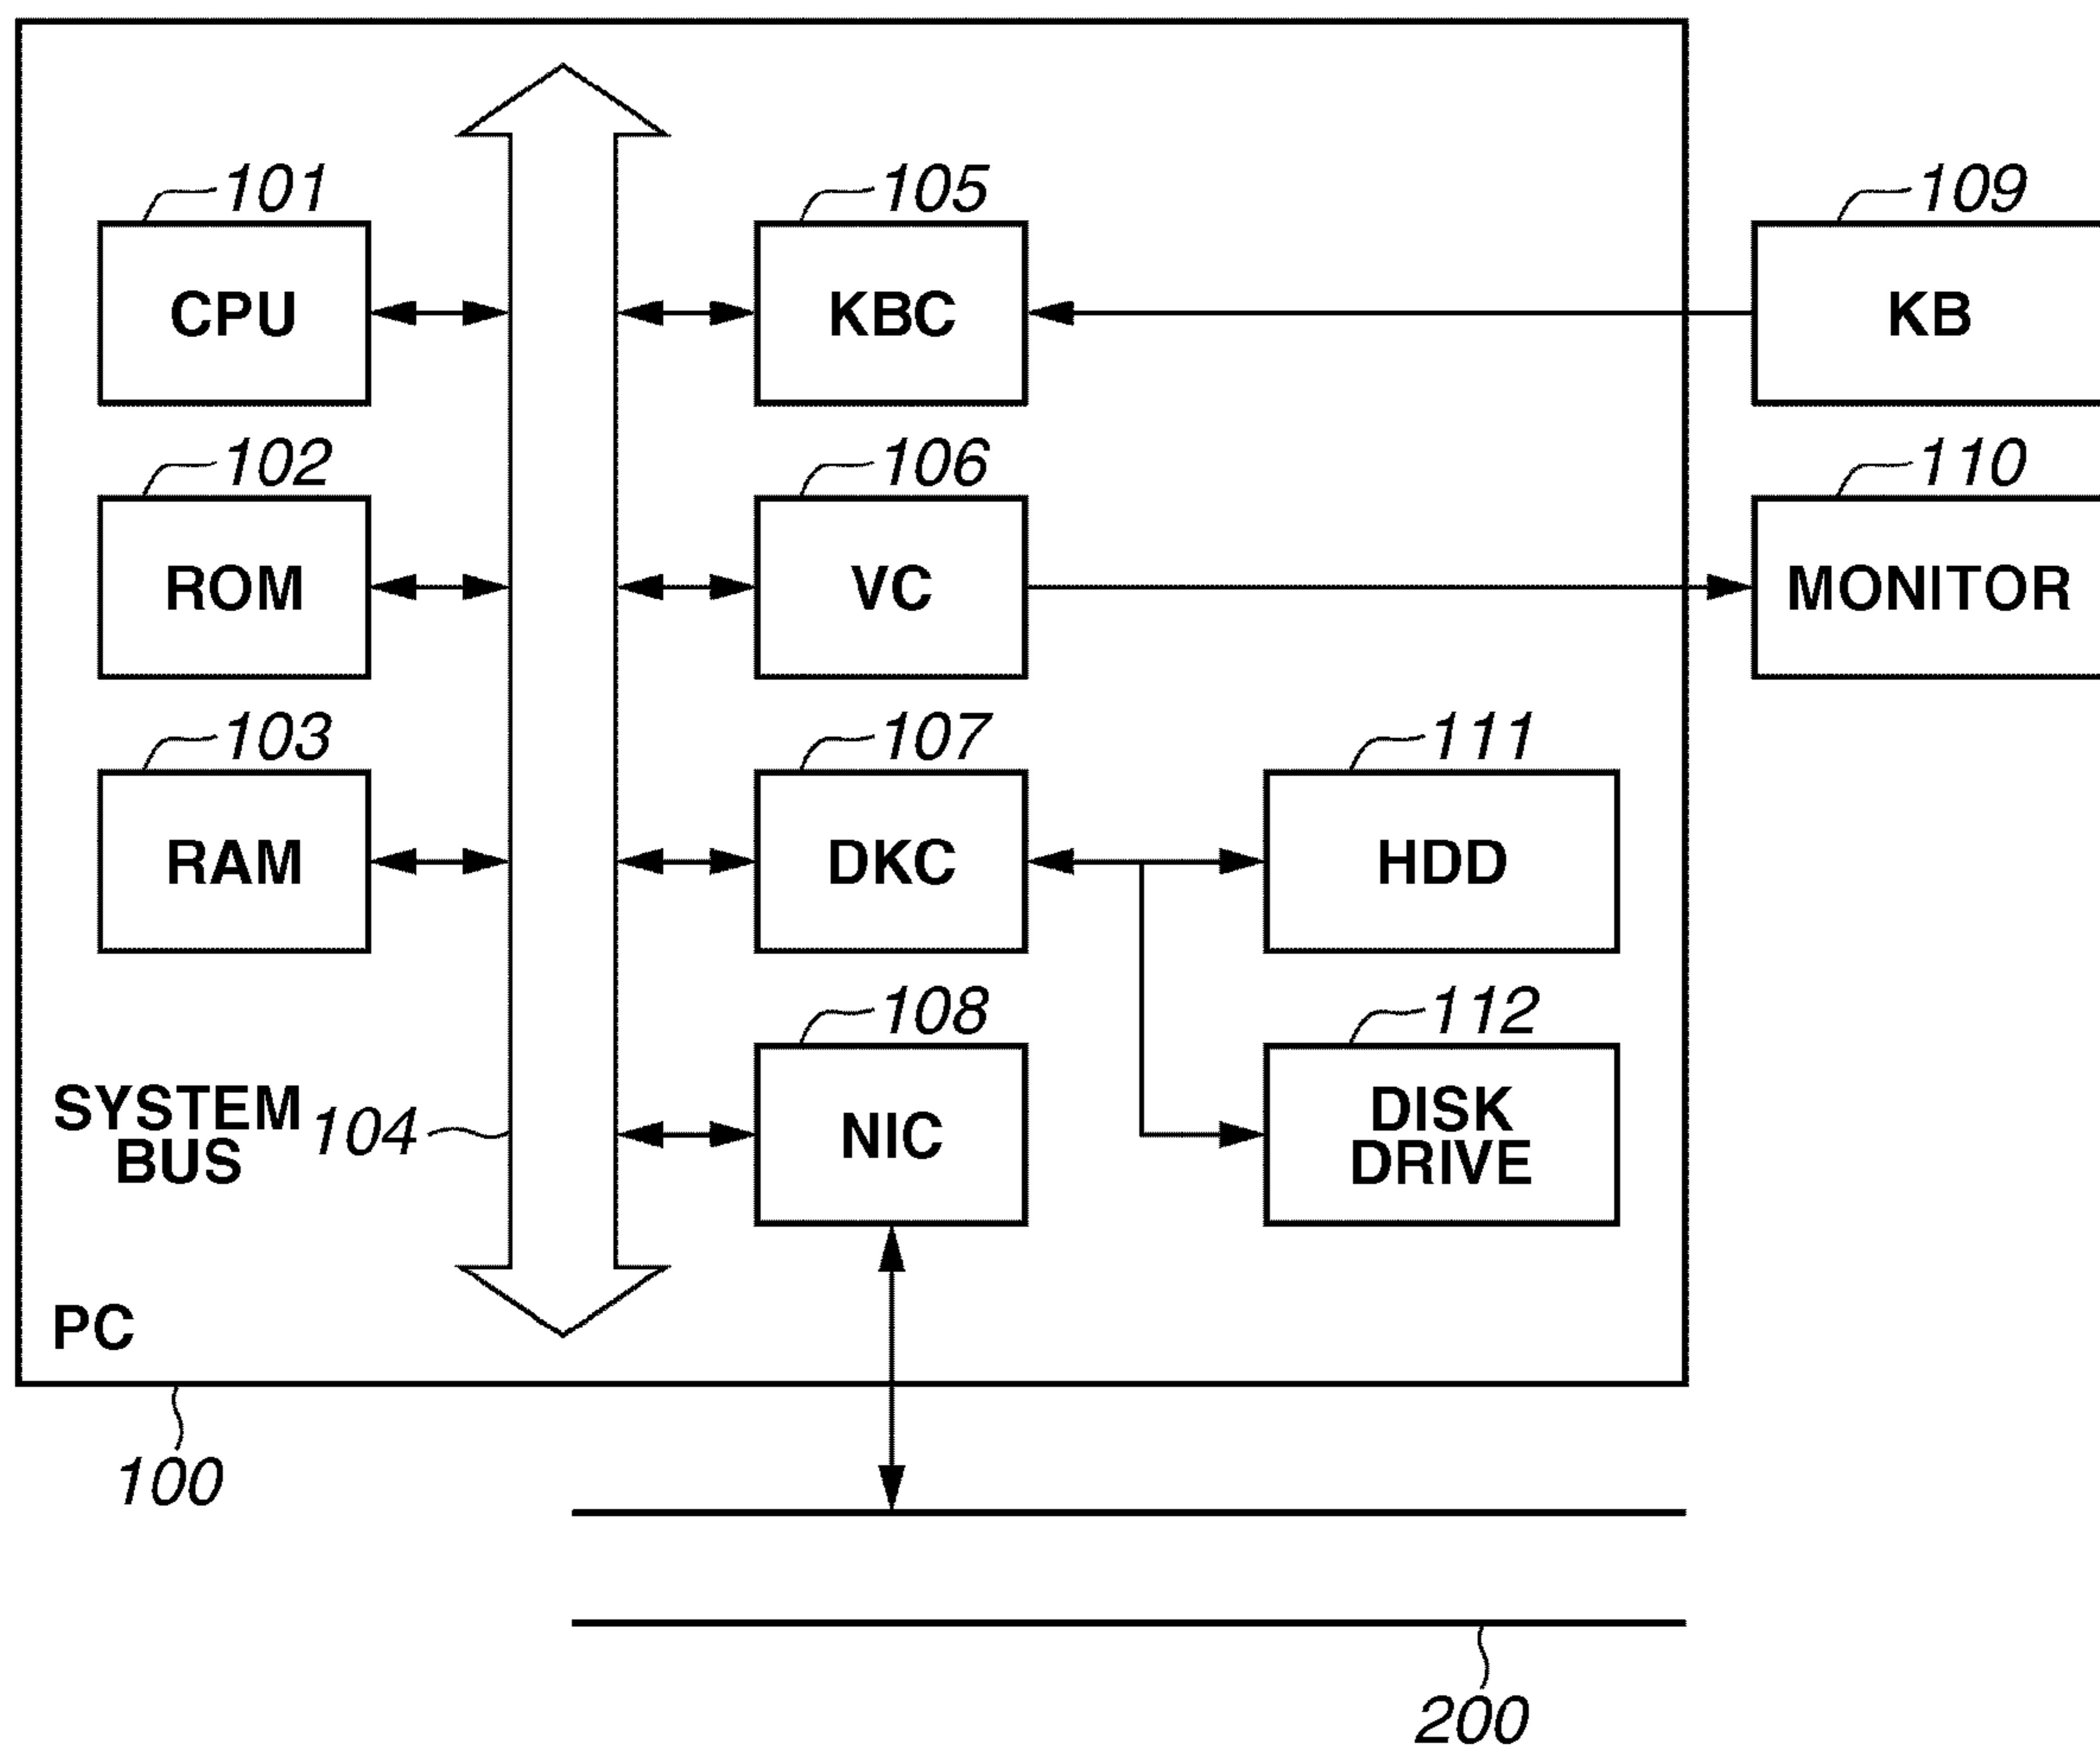 101
105
109
CPU
KBC
KB
102
106
110
ROM
VC
MONITOR
103
107
111
RAM
DKC
HDD
108
112
SYSTEM
BUS
104
NIC
DISK
DRIVE
PC
100
200